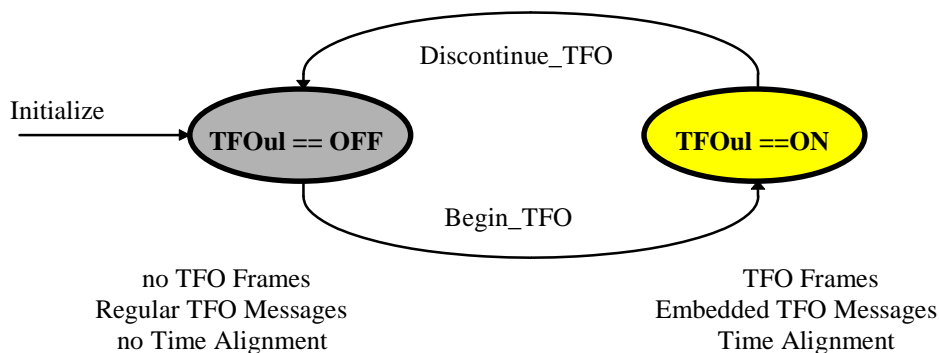 Discontinue_TFO
Initialize
TFOul == OFF
TFOul ==ON
Begin_TFO
no TFO Frames
Regular TFO Messages
no Time Alignment
TFO Frames
Embedded TFO Messages
Time Alignment